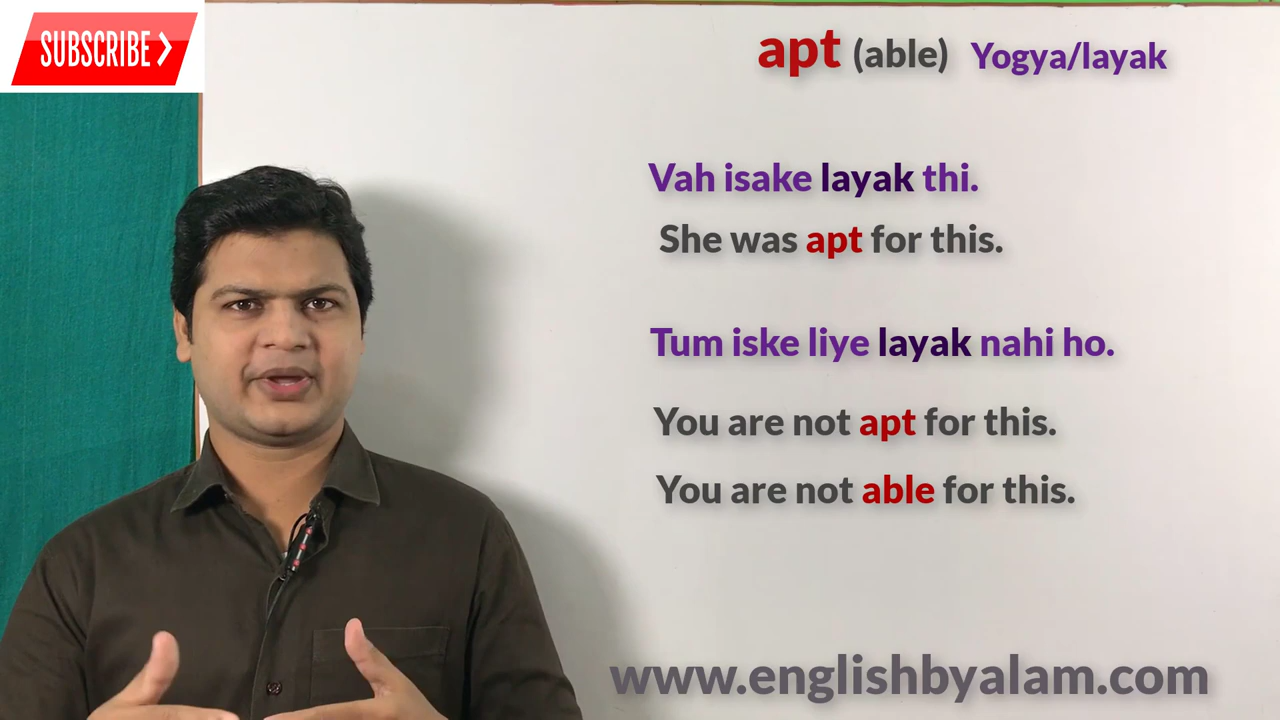 SUBSCRIBE
apt (able) Yogya/layak
Vah isake layak thi.
She was apt for this.
Tum iske liye layak nahi ho.
You are not apt for this.
You are not able for this.
www.englishbyalam.com